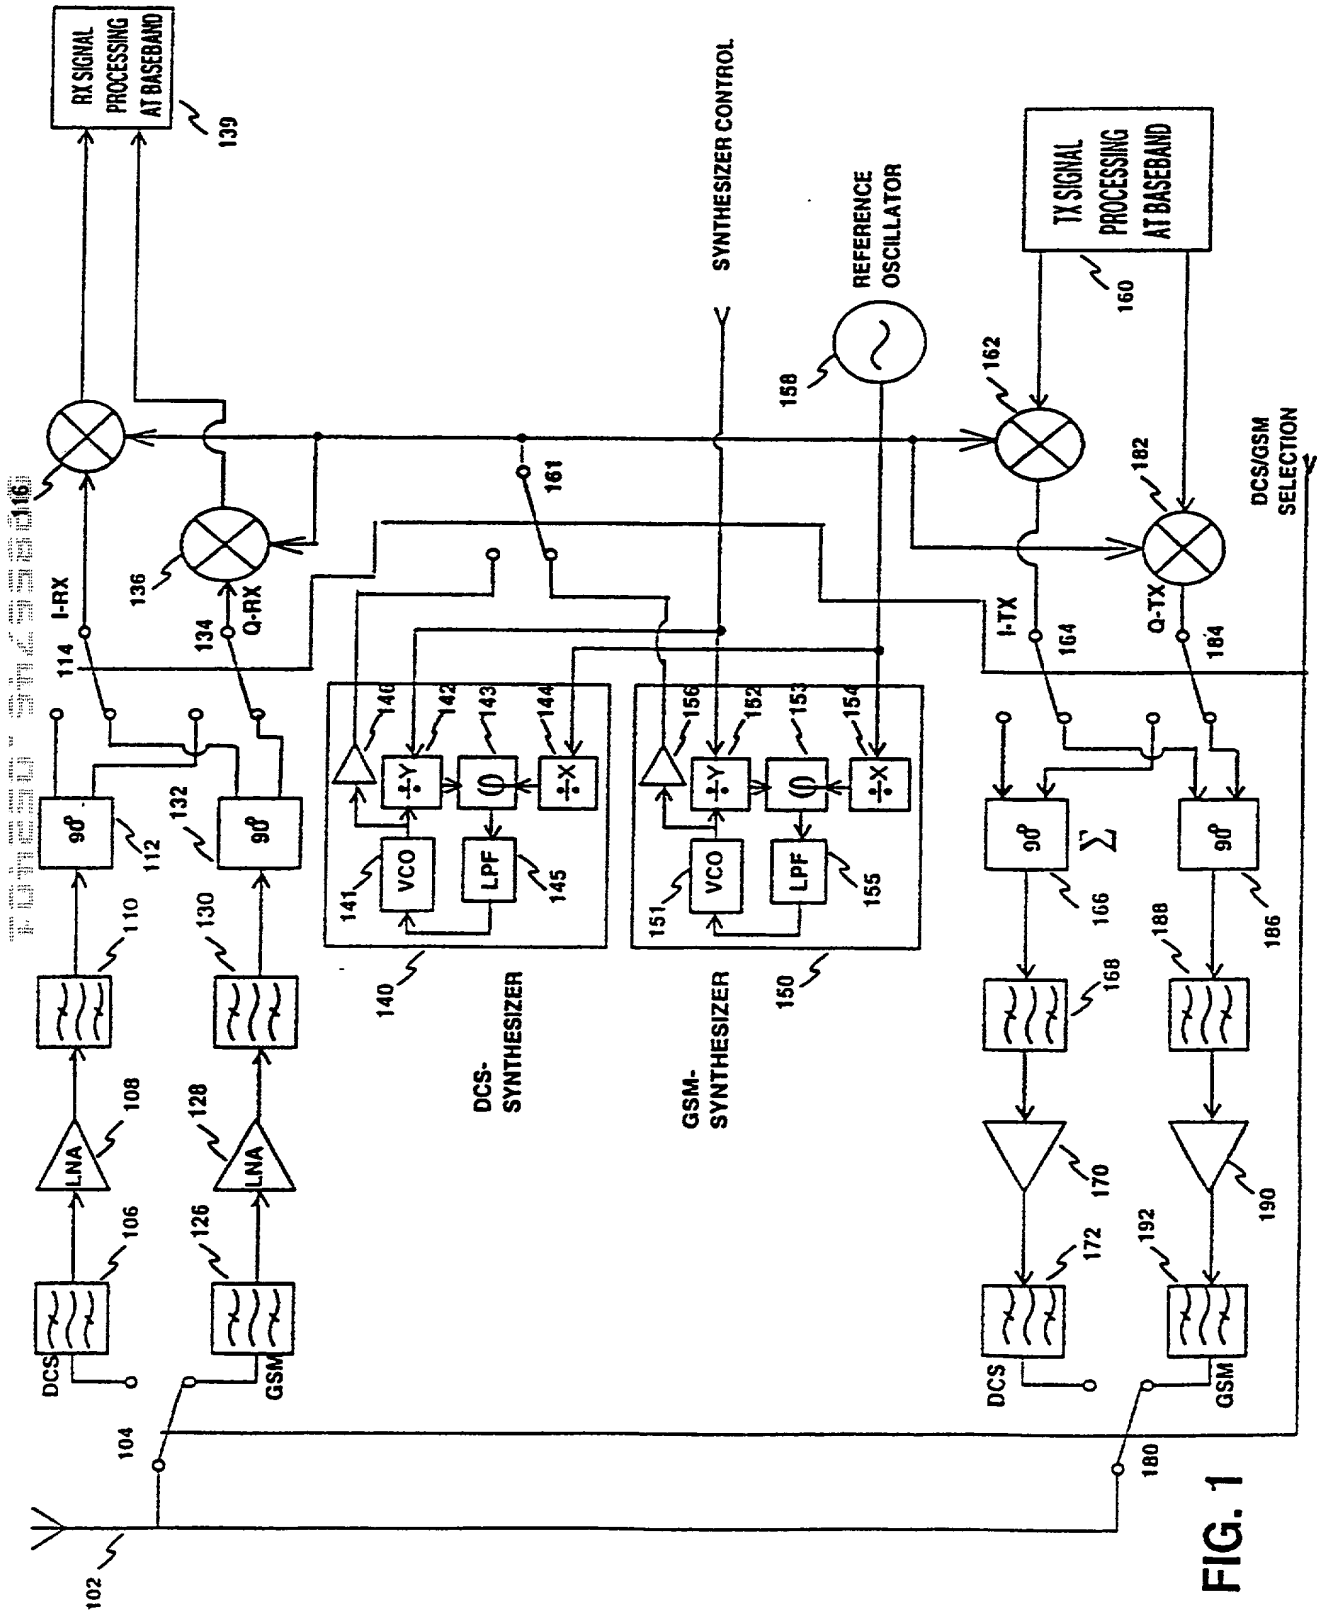 RX SIGNAL
PROCESSING
AT BASEBAND
139
116
I-RX
114
136
134
Q-RX
90°
112
132
90°
110
130
LNA
108
LNA
128
106
126
DCS
GSM
104
102
161
SYNTHESIZER CONTROL
REFERENCE
OSCILLATOR
158
146
142
143
144
÷Y
φ
÷X
VCO
LPF
141
145
140
DCS-
SYNTHESIZER
156
152
153
154
÷Y
φ
÷X
VCO
LPF
151
155
150
GSM-
SYNTHESIZER
TX SIGNAL
PROCESSING
AT BASEBAND
160
162
182
DCS/GSM
SELECTION
I-TX
164
Q-TX
184
90°
Σ
90°
166
186
168
188
170
190
172
192
DCS
GSM
180
FIG. 1